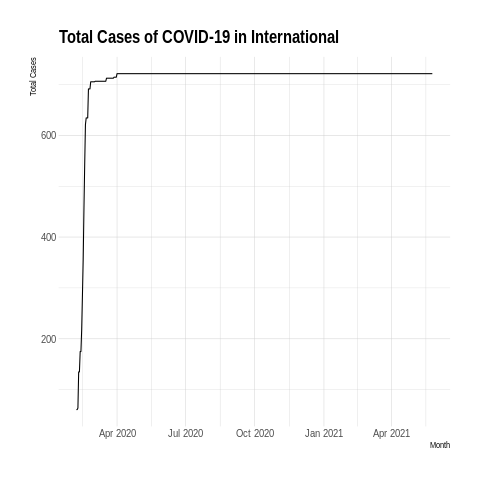 Total Cases of COVID-19 in International
Total Cases
600
400
200
Apr 2020 Jul 2020 Oct 2020 Jan 2021 Apr 2021
Month